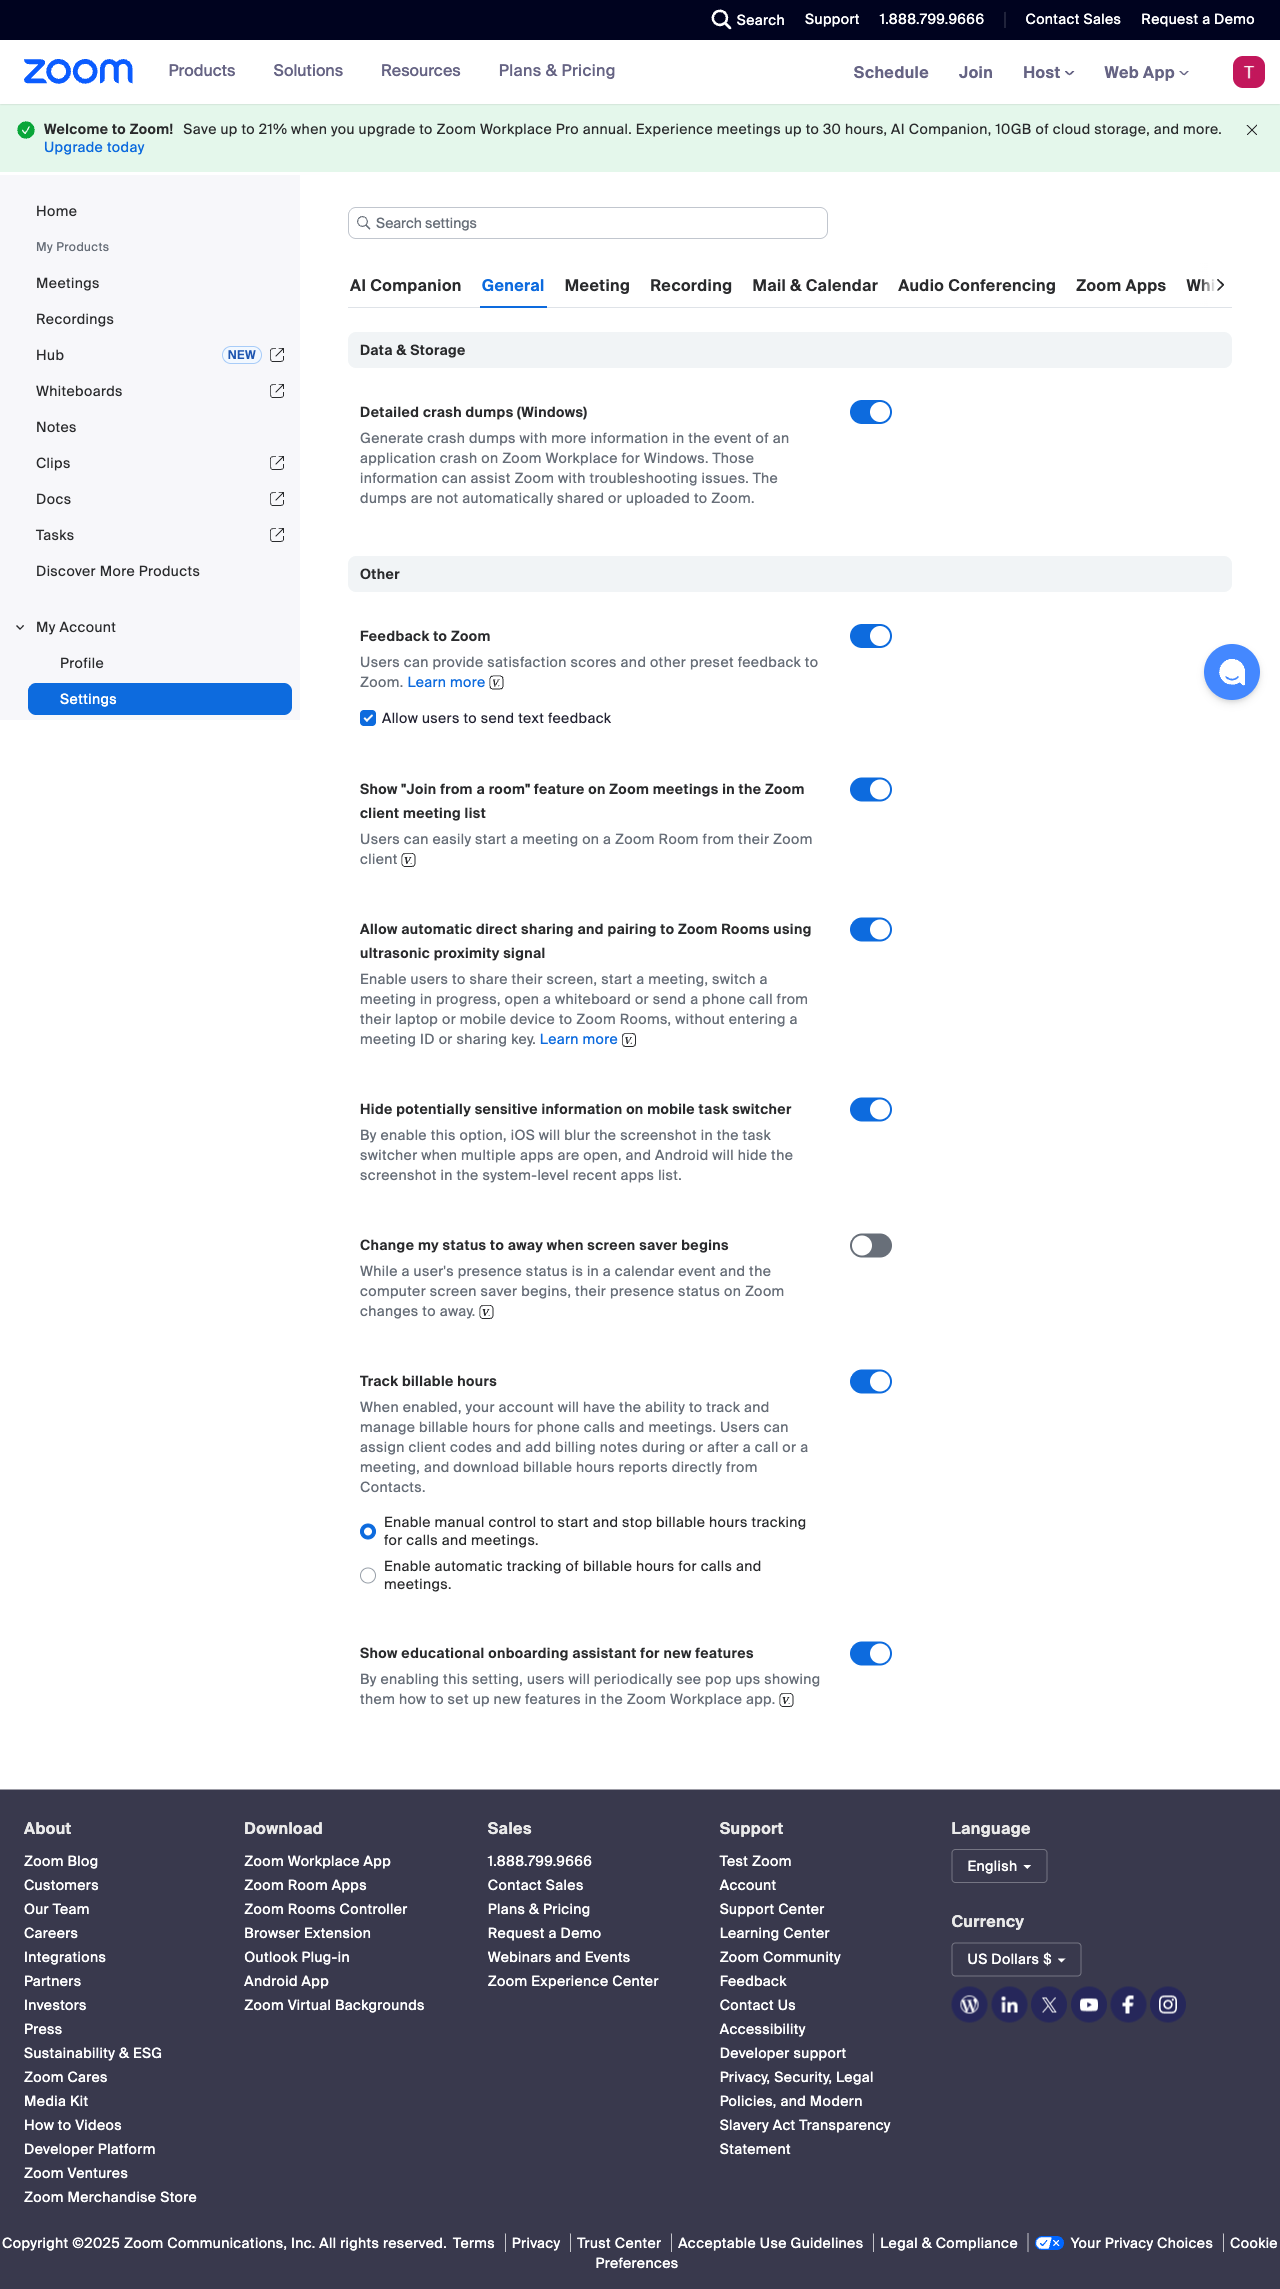 Search Support 1.888.799.9666 Contact Sales Request a Demo
zoom Products Solutions Resources Plans & Pricing Schedule Join Host Web App T
Welcome to Zoom! Save up to 21% when you upgrade to Zoom Workplace Pro annual. Experience meetings up to 30 hours, AI Companion, 10GB of cloud storage, and more.
Upgrade today
Home
My Products
Meetings
Recordings
Hub NEW
Whiteboards
Notes
Clips
Docs
Tasks
Discover More Products
My Account
Profile
Settings
Search settings
AI Companion General Meeting Recording Mail & Calendar Audio Conferencing Zoom Apps Whi
Data & Storage
Detailed crash dumps (Windows)
Generate crash dumps with more information in the event of an
application crash on Zoom Workplace for Windows. Those
information can assist Zoom with troubleshooting issues. The
dumps are not automatically shared or uploaded to Zoom.
Other
Feedback to Zoom
Users can provide satisfaction scores and other preset feedback to
Zoom. Learn more V.
Allow users to send text feedback
Show "Join from a room" feature on Zoom meetings in the Zoom
client meeting list
Users can easily start a meeting on a Zoom Room from their Zoom
client V.
Allow automatic direct sharing and pairing to Zoom Rooms using
ultrasonic proximity signal
Enable users to share their screen, start a meeting, switch a
meeting in progress, open a whiteboard or send a phone call from
their laptop or mobile device to Zoom Rooms, without entering a
meeting ID or sharing key. Learn more V.
Hide potentially sensitive information on mobile task switcher
By enable this option, iOS will blur the screenshot in the task
switcher when multiple apps are open, and Android will hide the
screenshot in the system-level recent apps list.
Change my status to away when screen saver begins
While a user's presence status is in a calendar event and the
computer screen saver begins, their presence status on Zoom
changes to away. V.
Track billable hours
When enabled, your account will have the ability to track and
manage billable hours for phone calls and meetings. Users can
assign client codes and add billing notes during or after a call or a
meeting, and download billable hours reports directly from
Contacts.
Enable manual control to start and stop billable hours tracking
for calls and meetings.
Enable automatic tracking of billable hours for calls and
meetings.
Show educational onboarding assistant for new features
By enabling this setting, users will periodically see pop ups showing
them how to set up new features in the Zoom Workplace app. V.
About
Zoom Blog
Customers
Our Team
Careers
Integrations
Partners
Investors
Press
Sustainability & ESG
Zoom Cares
Media Kit
How to Videos
Developer Platform
Zoom Ventures
Zoom Merchandise Store
Download
Zoom Workplace App
Zoom Room Apps
Zoom Rooms Controller
Browser Extension
Outlook Plug-in
Android App
Zoom Virtual Backgrounds
Sales
1.888.799.9666
Contact Sales
Plans & Pricing
Request a Demo
Webinars and Events
Zoom Experience Center
Support
Test Zoom
Account
Support Center
Learning Center
Zoom Community
Feedback
Contact Us
Accessibility
Developer support
Privacy, Security, Legal
Policies, and Modern
Slavery Act Transparency
Statement
Language
English
Currency
US Dollars $
Copyright ©2025 Zoom Communications, Inc. All rights reserved. Terms Privacy Trust Center Acceptable Use Guidelines Legal & Compliance Your Privacy Choices Cookie
Preferences